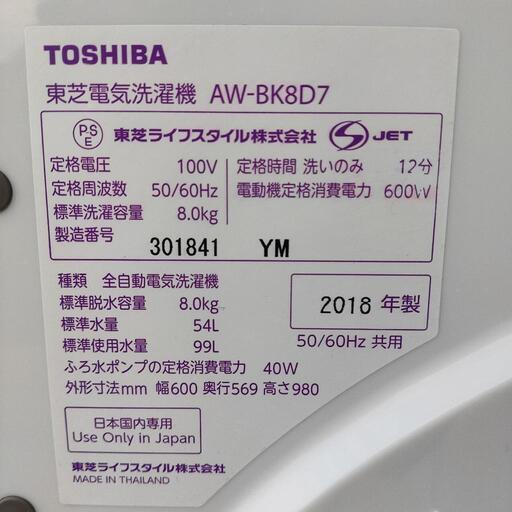 TOSHIBA
東芝電気洗濯機 AW-BK8D7
PSE 東芝ライフスタイル株式会社 S JET
定格電圧 100V 定格時間 洗いのみ 12分
定格周波数 50/60Hz 電動機定格消費電力 600W
標準洗濯容量 8.0kg
製造番号
301841 YM
種類 全自動電気洗濯機
標準脱水容量 8.0kg
2018 年製
標準水量 54L
標準使用水量 99L 50/60Hz 共用
ふろ水ポンプの定格消費電力 40W
外形寸法mm 幅600 奥行569 高さ980
日本国内専用
Use Only in Japan
東芝ライフスタイル株式会社
MADE IN THAILAND